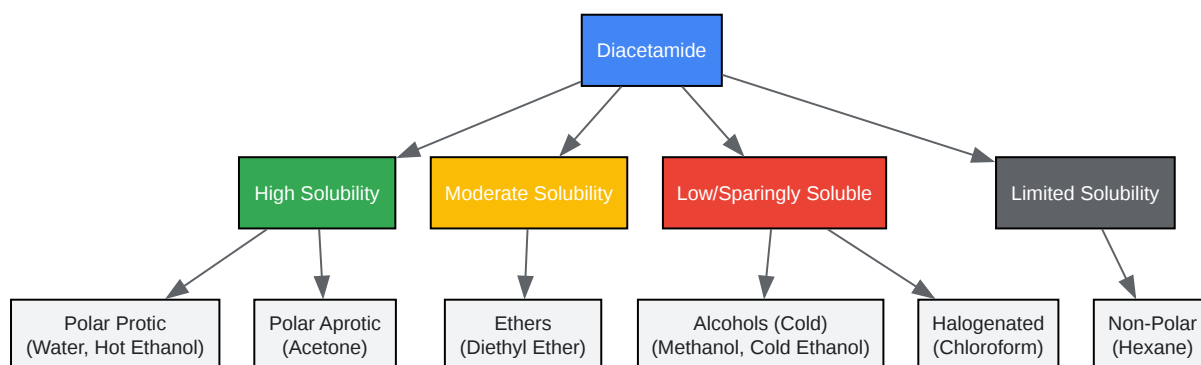 Diacetamide
High Solubility
Moderate Solubility
Low/Sparingly Soluble
Limited Solubility
Polar Protic
(Water, Hot Ethanol)
Polar Aprotic
(Acetone)
Ethers
(Diethyl Ether)
Alcohols (Cold)
(Methanol, Cold Ethanol)
Halogenated
(Chloroform)
Non-Polar
(Hexane)